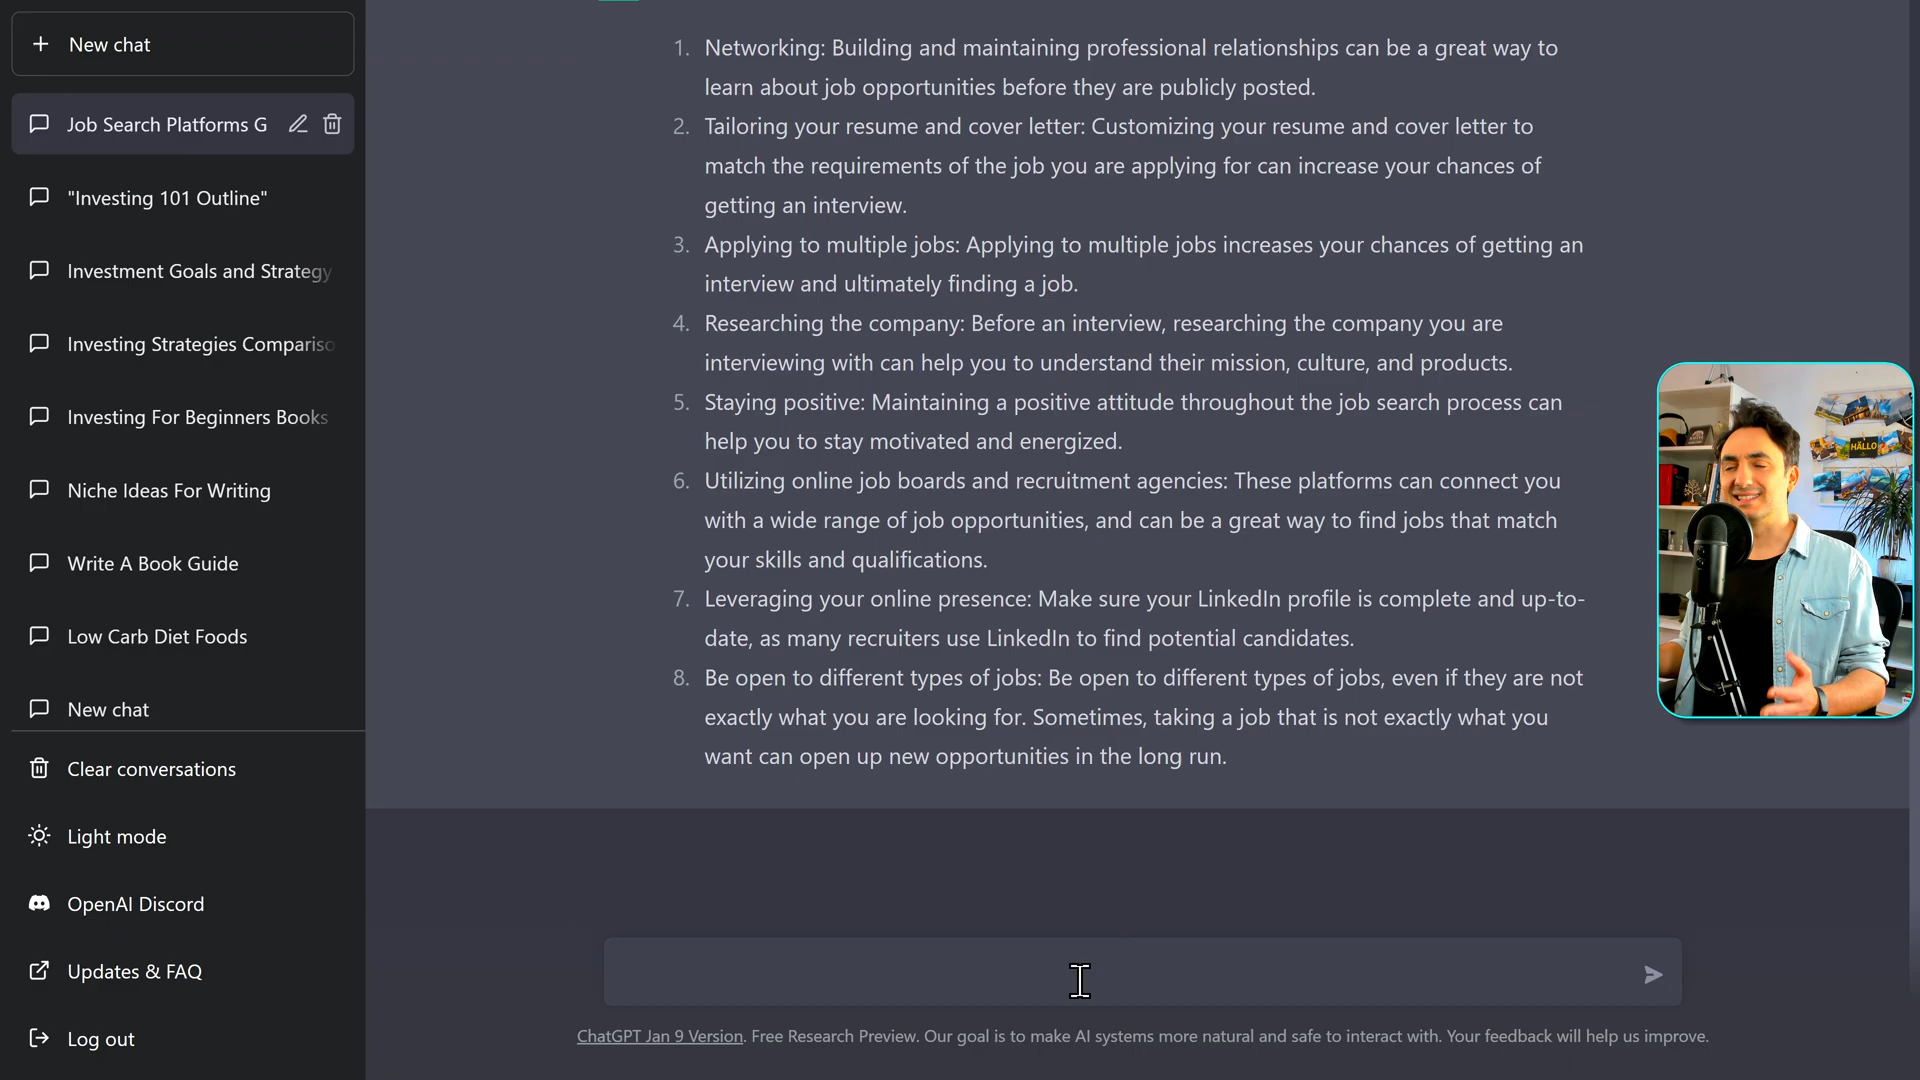 New chat
Job Search Platforms G
"Investing 101 Outline"
Investment Goals and Strategy
Investing Strategies Compariso
Investing For Beginners Books
Niche Ideas For Writing
Write A Book Guide
Low Carb Diet Foods
New chat
Clear conversations
Light mode
OpenAI Discord
Updates & FAQ
Log out
1. Networking: Building and maintaining professional relationships can be a great way to
learn about job opportunities before they are publicly posted.
2. Tailoring your resume and cover letter: Customizing your resume and cover letter to
match the requirements of the job you are applying for can increase your chances of
getting an interview.
3. Applying to multiple jobs: Applying to multiple jobs increases your chances of getting an
interview and ultimately finding a job.
4. Researching the company: Before an interview, researching the company you are
interviewing with can help you to understand their mission, culture, and products.
5. Staying positive: Maintaining a positive attitude throughout the job search process can
help you to stay motivated and energized.
6. Utilizing online job boards and recruitment agencies: These platforms can connect you
with a wide range of job opportunities, and can be a great way to find jobs that match
your skills and qualifications.
7. Leveraging your online presence: Make sure your LinkedIn profile is complete and up-to-
date, as many recruiters use LinkedIn to find potential candidates.
8. Be open to different types of jobs: Be open to different types of jobs, even if they are not
exactly what you are looking for. Sometimes, taking a job that is not exactly what you
want can open up new opportunities in the long run.
HÄLLO
ChatGPT Jan 9 Version. Free Research Preview. Our goal is to make AI systems more natural and safe to interact with. Your feedback will help us improve.